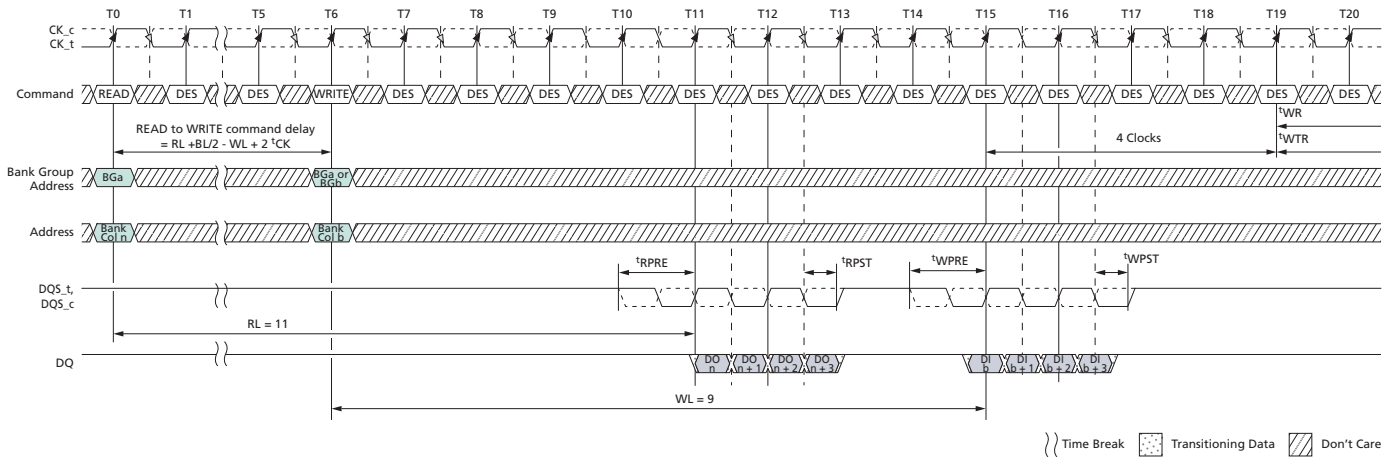 T0 T1 T5 T6 T7 T8 T9 T10 T11 T12 T13 T14 T15 T16 T17 T18 T19 T20
CK_c
CK_t
Command READ DES DES WRITE DES DES DES DES DES DES DES DES DES DES DES DES DES DES
tWR
READ to WRITE command delay
= RL +BL/2 - WL + 2 tCK
4 Clocks
tWTR
Bank Group
Address
BGa
BGa or
BGb
Address
Bank
Col n
Bank
Col b
tRPRE tRPST tWPRE tWPST
DQS_t,
DQS_c
RL = 11
DQ
DO
n
DO
n + 1
DO
n + 2
DO
n + 3
DI
b
DI
b + 1
DI
b + 2
DI
b + 3
WL = 9
Time Break Transitioning Data Don't Care